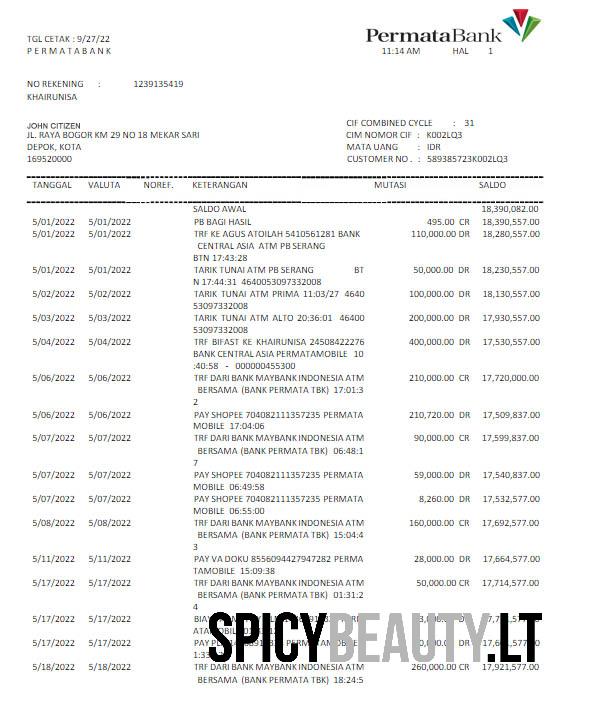 PermataBank
TGL CETAK : 9/27/22
PERMATABANK 11:14 AM HAL 1
NO REKENING : 1239135419
KHAIRUNISA
JOHN CITIZEN
JL. RAYA BOGOR KM 29 NO 18 MEKAR SARI
DEPOK, KOTA
169520000
CIF COMBINED CYCLE : 31
CIM NOMOR CIF : K002LQ3
MATA UANG : IDR
CUSTOMER NO . : 589385723K002LQ3
TANGGAL VALUTA NOREF. KETERANGAN MUTASI SALDO
SALDO AWAL 18,390,082.00
5/01/2022 5/01/2022 PB BAGI HASIL 495.00 CR 18,390,557.00
5/01/2022 5/01/2022 TRF KE AGUS ATOILAH 5410561281 BANK 110,000.00 DR 18,280,557.00
CENTRAL ASIA ATM PB SERANG
BTN 17:43:28
5/01/2022 5/01/2022 TARIK TUNAI ATM PB SERANG BT 50,000.00 DR 18,230,557.00
N 17:44:31 4640053097332008
5/02/2022 5/02/2022 TARIK TUNAI ATM PRIMA 11:03/27 4640 100,000.00 DR 18,130,557.00
53097332008
5/03/2022 5/03/2022 TARIK TUNAI ATM ALTO 20:36:01 46400 200,000.00 DR 17,930,557.00
53097332008
5/04/2022 5/04/2022 TRF BIFAST KE KHAIRUNISA 24508422276 400,000.00 DR 17,530,557.00
BANK CENTRAL ASIA PERMATAMOBILE 10
:40:58 - 000000455300
5/06/2022 5/06/2022 TRF DARI BANK MAYBANK INDONESIA ATM 210,000.00 CR 17,720,000.00
BERSAMA (BANK PERMATA TBK) 17:01:3
2
5/06/2022 5/06/2022 PAY SHOPEE 704082111357235 PERMATA 210,720.00 DR 17,509,837.00
MOBILE 17:04:06
5/07/2022 5/07/2022 TRF DARI BANK MAYBANK INDONESIA ATM 90,000.00 CR 17,599,837.00
BERSAMA (BANK PERMATA TBK) 06:48:1
7
5/07/2022 5/07/2022 PAY SHOPEE 704082111357235 PERMATA 59,000.00 DR 17,540,837.00
MOBILE 06:49:58
5/07/2022 5/07/2022 PAY SHOPEE 704082111357235 PERMATA 8,260.00 DR 17,532,577.00
MOBILE 06:55:00
5/08/2022 5/08/2022 TRF DARI BANK MAYBANK INDONESIA ATM 160,000.00 CR 17,692,577.00
BERSAMA (BANK PERMATA TBK) 15:04:4
3
5/11/2022 5/11/2022 PAY VA DOKU 8556094427947282 PERMA 28,000.00 DR 17,664,577.00
TAMOBILE 15:09:38
5/17/2022 5/17/2022 TRF DARI BANK MAYBANK INDONESIA ATM 50,000.00 CR 17,714,577.00
BERSAMA (BANK PERMATA TBK) 01:31:2
4
5/17/2022 5/17/2022
5/17/2022 5/17/2022 PAY
SPICYBEAUTY.LT
5/18/2022 5/18/2022 TRF DARI BANK MAYBANK INDONESIA ATM 260,000.00 CR 17,921,577.00
BERSAMA (BANK PERMATA TBK) 18:24:5